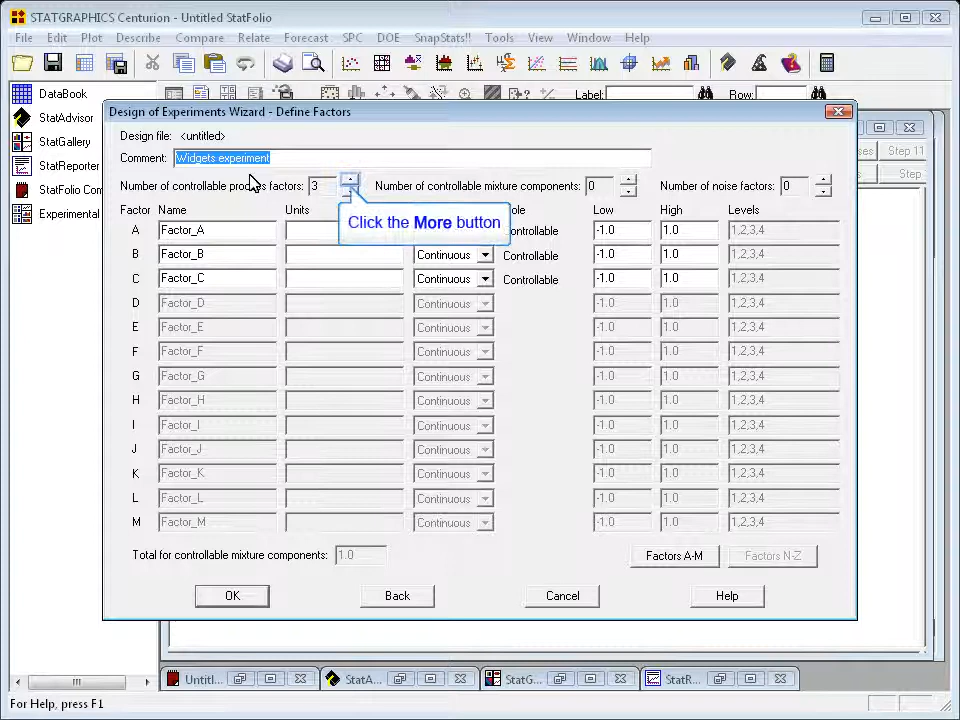 STATGRAPHICS Centurion - Untitled StatFolio
File Edit Plot Describe Compare Relate Forecast SPC DOE SnapStats!! Tools View Window Help
Label: Row:
DataBook
StatAdvisor
StatGallery
StatReporter
StatFolio Com
Experimental
Step 11
Step
Design of Experiments Wizard - Define Factors
Design file: <untitled>
Comment: Widgets experiment
Number of controllable process factors: 3 Number of controllable mixture components: 0 Number of noise factors: 0
Click the More button
Factor Name Units Low High Levels
A Factor_A Controllable -1.0 1.0 1,2,3,4
B Factor_B Continuous Controllable -1.0 1.0 1,2,3,4
C Factor_C Continuous Controllable -1.0 1.0 1,2,3,4
D Factor_D Continuous -1.0 1.0 1,2,3,4
E Factor_E Continuous -1.0 1.0 1,2,3,4
F Factor_F Continuous -1.0 1.0 1,2,3,4
G Factor_G Continuous -1.0 1.0 1,2,3,4
H Factor_H Continuous -1.0 1.0 1,2,3,4
I Factor_I Continuous -1.0 1.0 1,2,3,4
J Factor_J Continuous -1.0 1.0 1,2,3,4
K Factor_K Continuous -1.0 1.0 1,2,3,4
L Factor_L Continuous -1.0 1.0 1,2,3,4
M Factor_M Continuous -1.0 1.0 1,2,3,4
Total for controllable mixture components: 1.0 Factors A-M Factors N-Z
OK Back Cancel Help
Untitl... StatA... StatG... StatR...
For Help, press F1